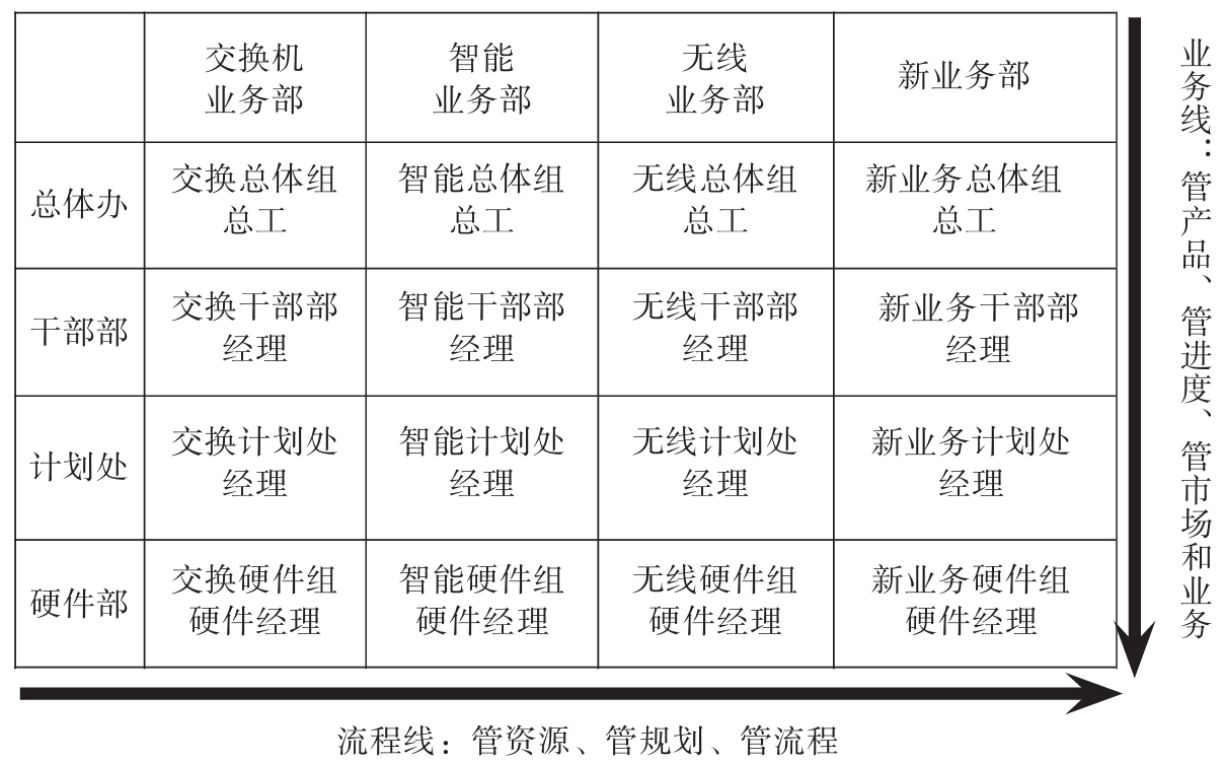 交换机
业务部
智能
业务部
无线
业务部
新业务部
总体办
交换总体组
总工
智能总体组
总工
无线总体组
总工
新业务总体组
总工
干部部
交换干部部
经理
智能干部部
经理
无线干部部
经理
新业务干部部
经理
计划处
交换计划处
经理
智能计划处
经理
无线计划处
经理
新业务计划处
经理
硬件部
交换硬件组
硬件经理
智能硬件组
硬件经理
无线硬件组
硬件经理
新业务硬件组
硬件经理
业务线：管产品、管进度、管市场和业务
流程线：管资源、管规划、管流程